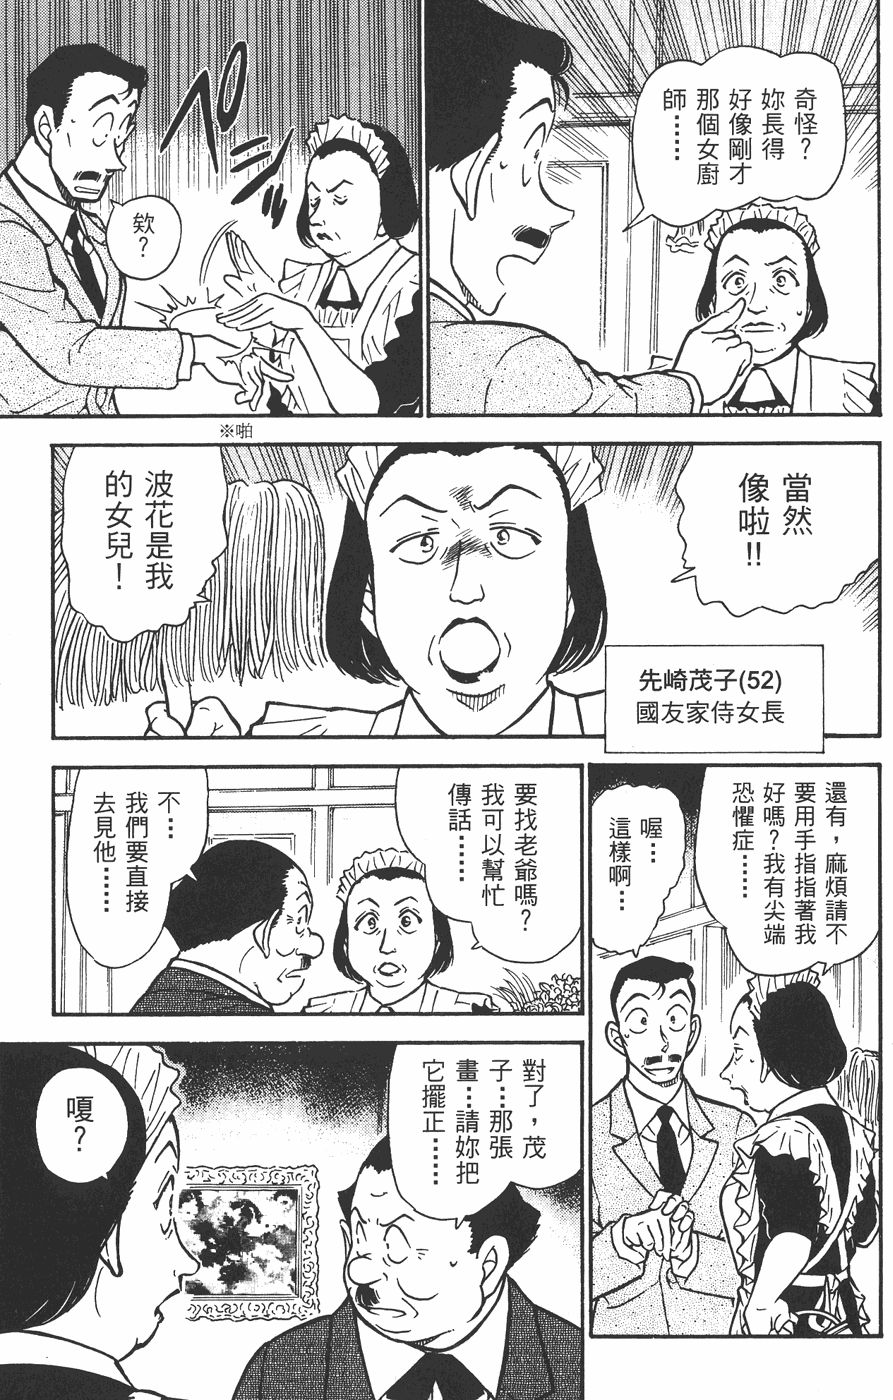 奇怪?
妳長得
好像剛才
那個女廚
師⋯⋯
ペロ
欸?
※啪
當然
像啦!!
波花是我
的女兒!
先崎茂子(52)
國友家侍女長
還有,麻煩請不
要用手指指著我
好嗎?我有尖端
恐懼症⋯⋯
喔⋯
這樣啊⋯
要找老爺嗎?
我可以幫忙
傳話⋯⋯
不⋯
我們要直接
去見他⋯⋯
對了,茂
子⋯那張
畫⋯請妳把
它擺正⋯⋯
嗄?